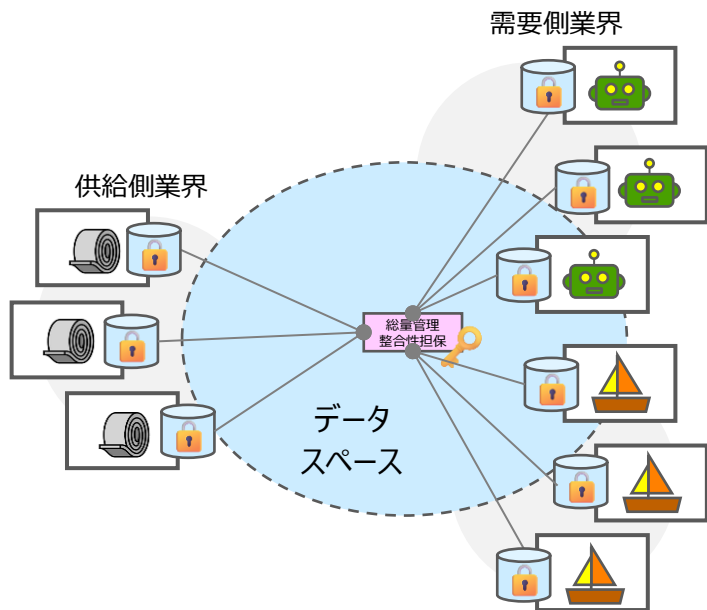 需要側業界
供給側業界
総量管理
整合性担保
データ
スペース